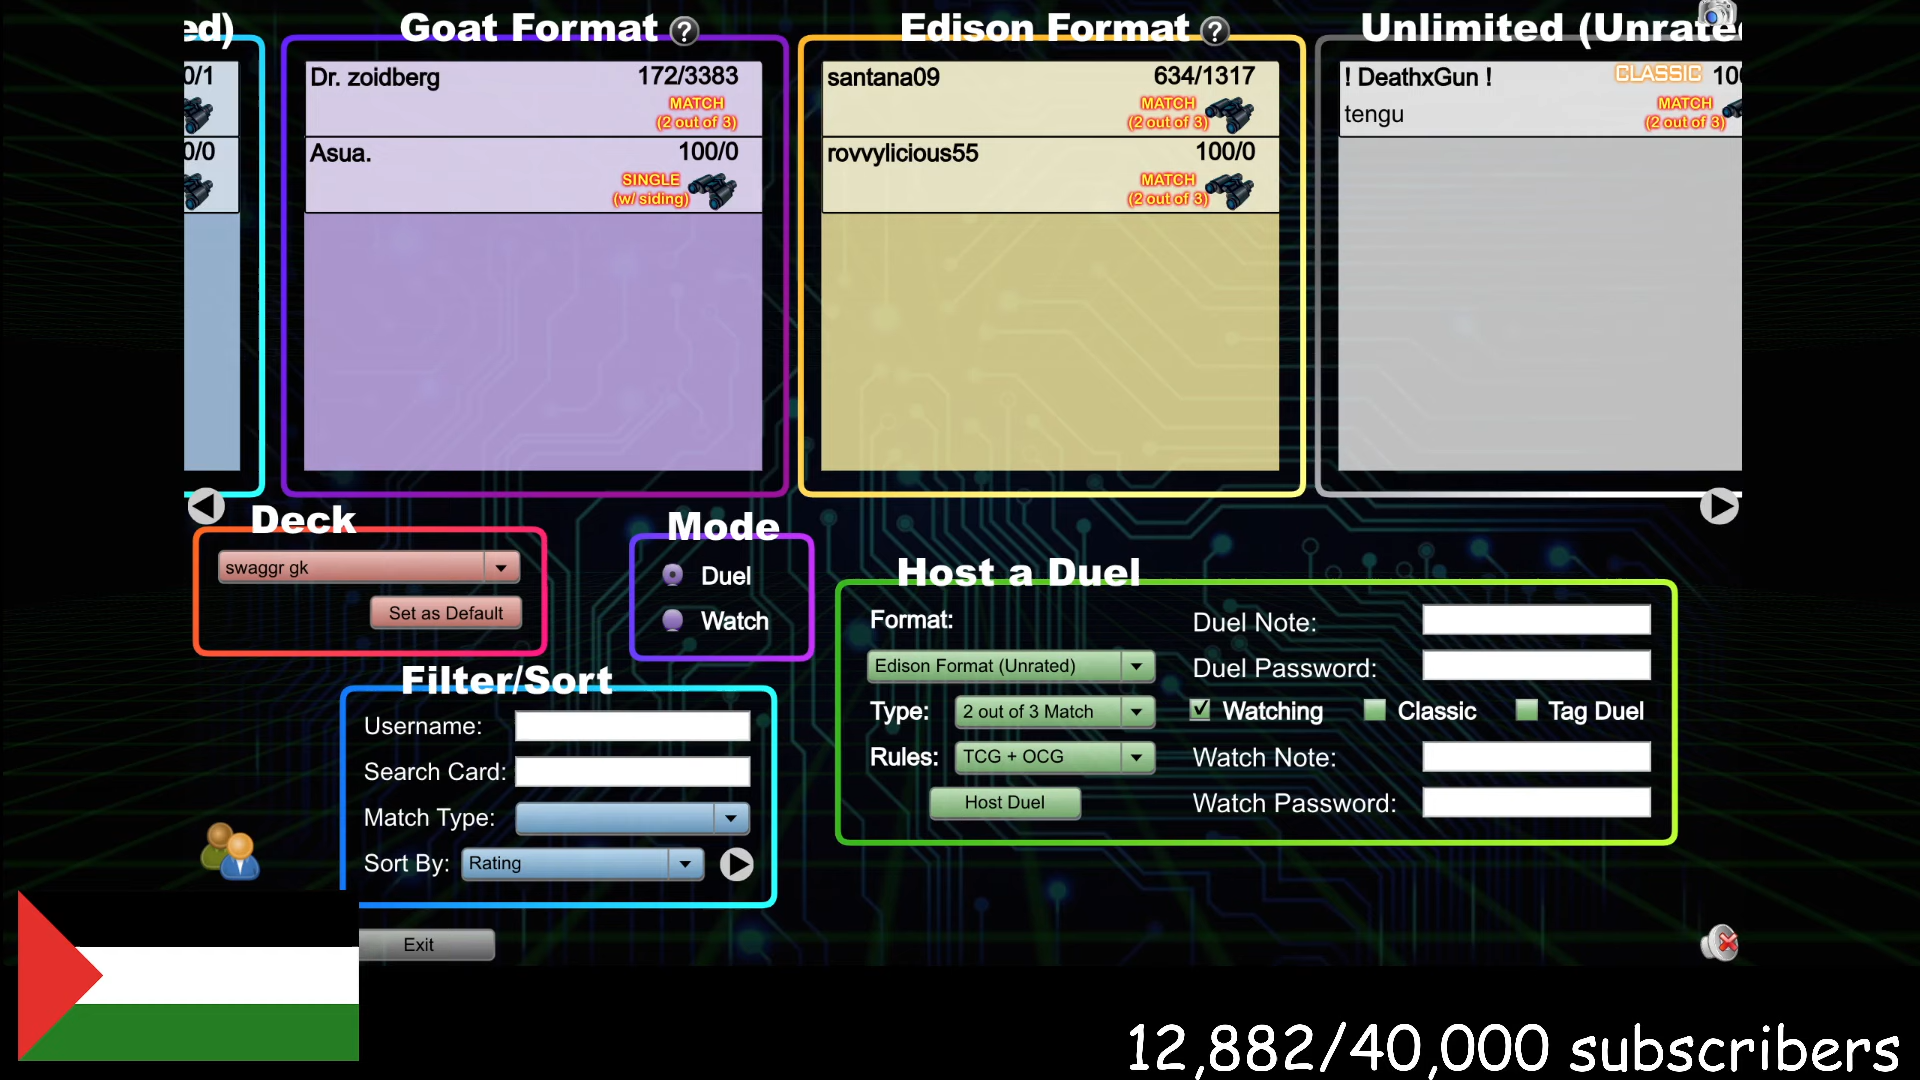 ed)
0/1
0/0
Goat Format ?
Dr. zoidberg 172/3383
MATCH
(2 out of 3)
Asua. 100/0
SINGLE
(w/ siding)
Edison Format ?
santana09 634/1317
MATCH
(2 out of 3)
rovvylicious55 100/0
MATCH
(2 out of 3)
Unlimited (Unrate
! DeathxGun ! CLASSIC 10
tengu
MATCH
(2 out of 3)
Deck
swaggr gk
Set as Default
Mode
Duel
Watch
Filter/Sort
Username:
Search Card:
Match Type:
Sort By: Rating
Exit
Host a Duel
Format:
Edison Format (Unrated)
Type: 2 out of 3 Match
Rules: TCG + OCG
Host Duel
Duel Note:
Duel Password:
Watching Classic Tag Duel
Watch Note:
Watch Password:
12,882/40,000 subscribers